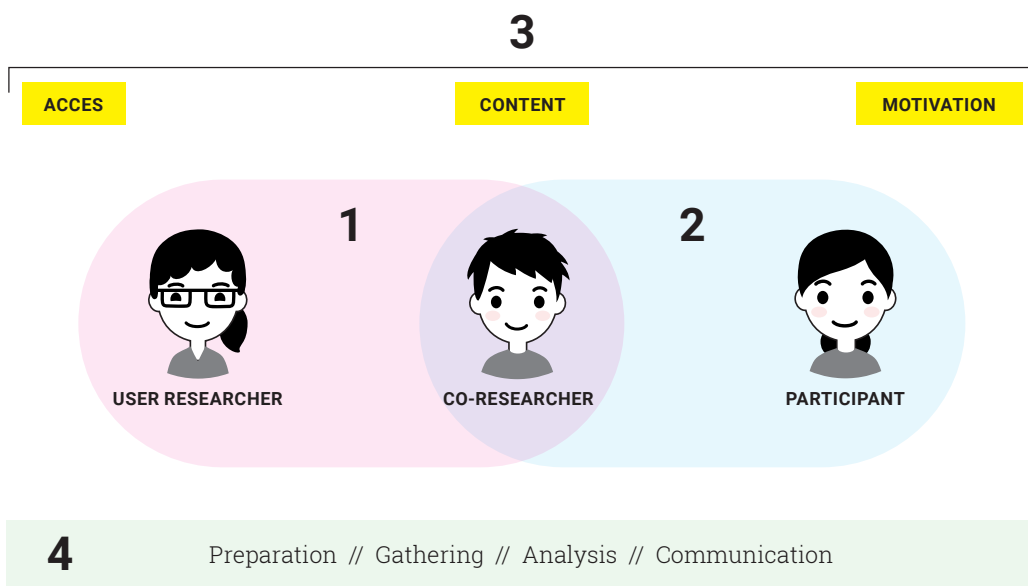 3
ACCES CONTENT MOTIVATION
1 2
USER RESEARCHER CO-RESEARCHER PARTICIPANT
4 Preparation // Gathering // Analysis // Communication